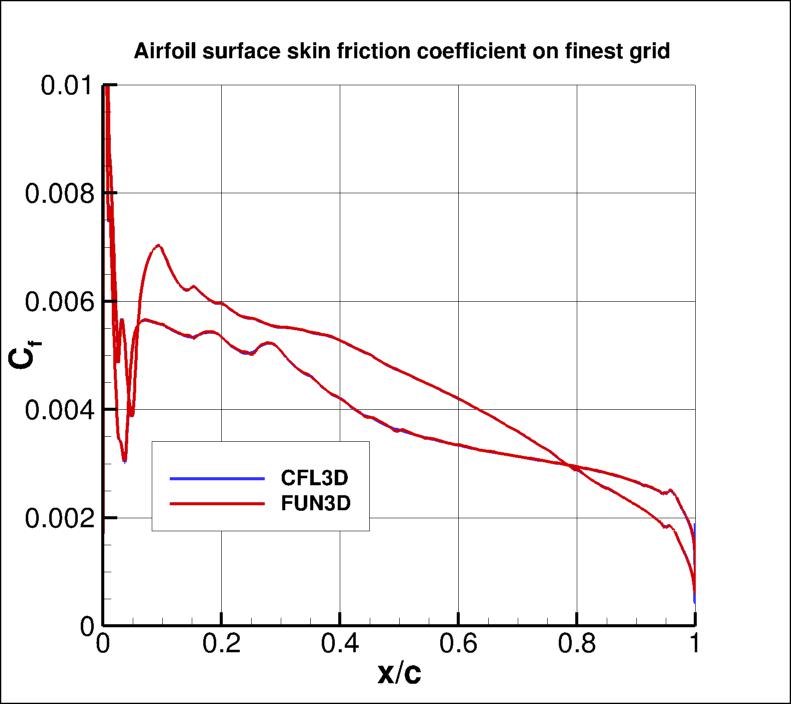 Airfoil surface skin friction coefficient on finest grid
0.01
0.008
0.006
Cf
0.004
0.002
0
CFL3D
FUN3D
0 0.2 0.4 0.6 0.8 1
x/c